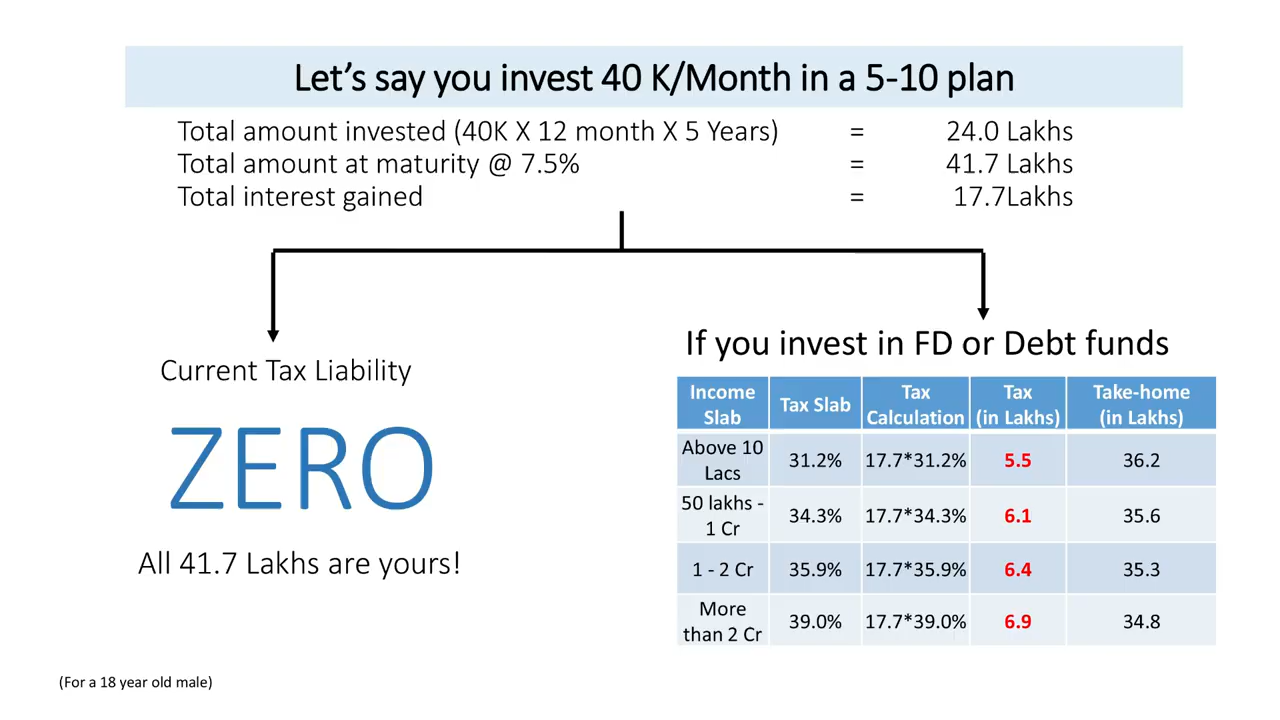 Let's say you invest 40 K/Month in a 5-10 plan
Total amount invested (40K X 12 month X 5 Years) = 24.0 Lakhs
Total amount at maturity @ 7.5% = 41.7 Lakhs
Total interest gained = 17.7Lakhs
Current Tax Liability
ZERO
All 41.7 Lakhs are yours!
If you invest in FD or Debt funds
Income Slab Tax Slab Tax Calculation Tax (in Lakhs) Take-home (in Lakhs)
Above 10 Lacs 31.2% 17.7*31.2% 5.5 36.2
50 lakhs - 1 Cr 34.3% 17.7*34.3% 6.1 35.6
1 - 2 Cr 35.9% 17.7*35.9% 6.4 35.3
More than 2 Cr 39.0% 17.7*39.0% 6.9 34.8
(For a 18 year old male)